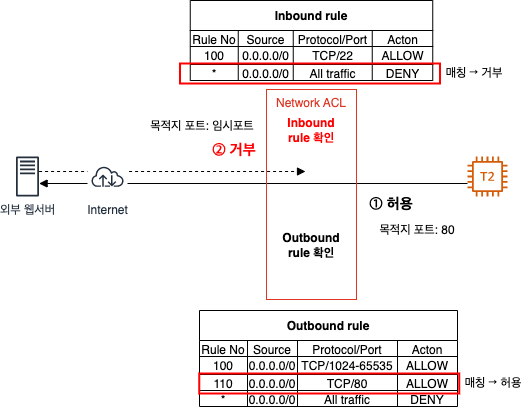 Inbound rule
Rule No Source Protocol/Port Acton
100 0.0.0.0/0 TCP/22 ALLOW
* 0.0.0.0/0 All traffic DENY
매칭 → 거부
Network ACL
Inbound
rule 확인
목적지 포트: 임시포트
② 거부
외부 웹서버
Internet
T2
① 허용
목적지 포트: 80
Outbound
rule 확인
Outbound rule
Rule No Source Protocol/Port Acton
100 0.0.0.0/0 TCP/1024-65535 ALLOW
110 0.0.0.0/0 TCP/80 ALLOW
매칭 → 허용
* 0.0.0.0/0 All traffic DENY